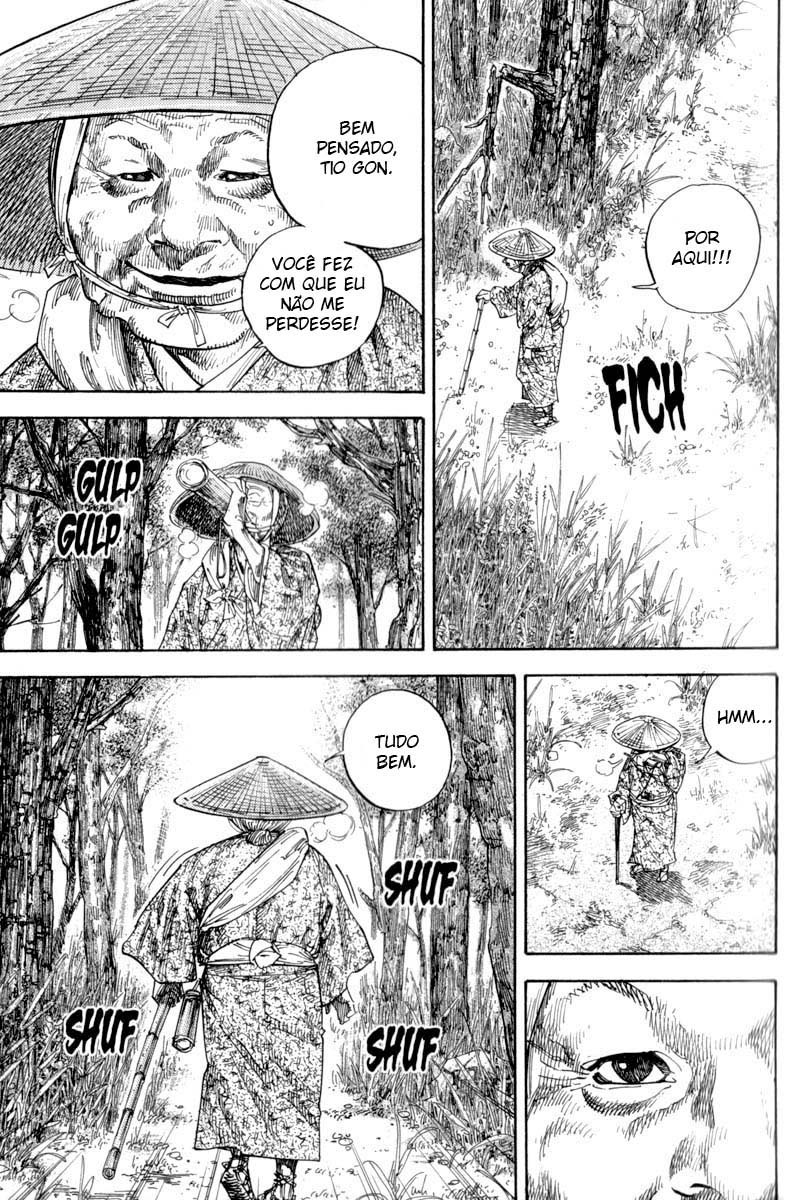 POR
AQUI!!!
FICH
BEM
PENSADO,
TIO GON.
VOCÊ FEZ
COM QUE EU
NÃO ME
PERDESSE!
GULP
GULP
HMM...
TUDO
BEM.
SHUF
SHUF
SHUF